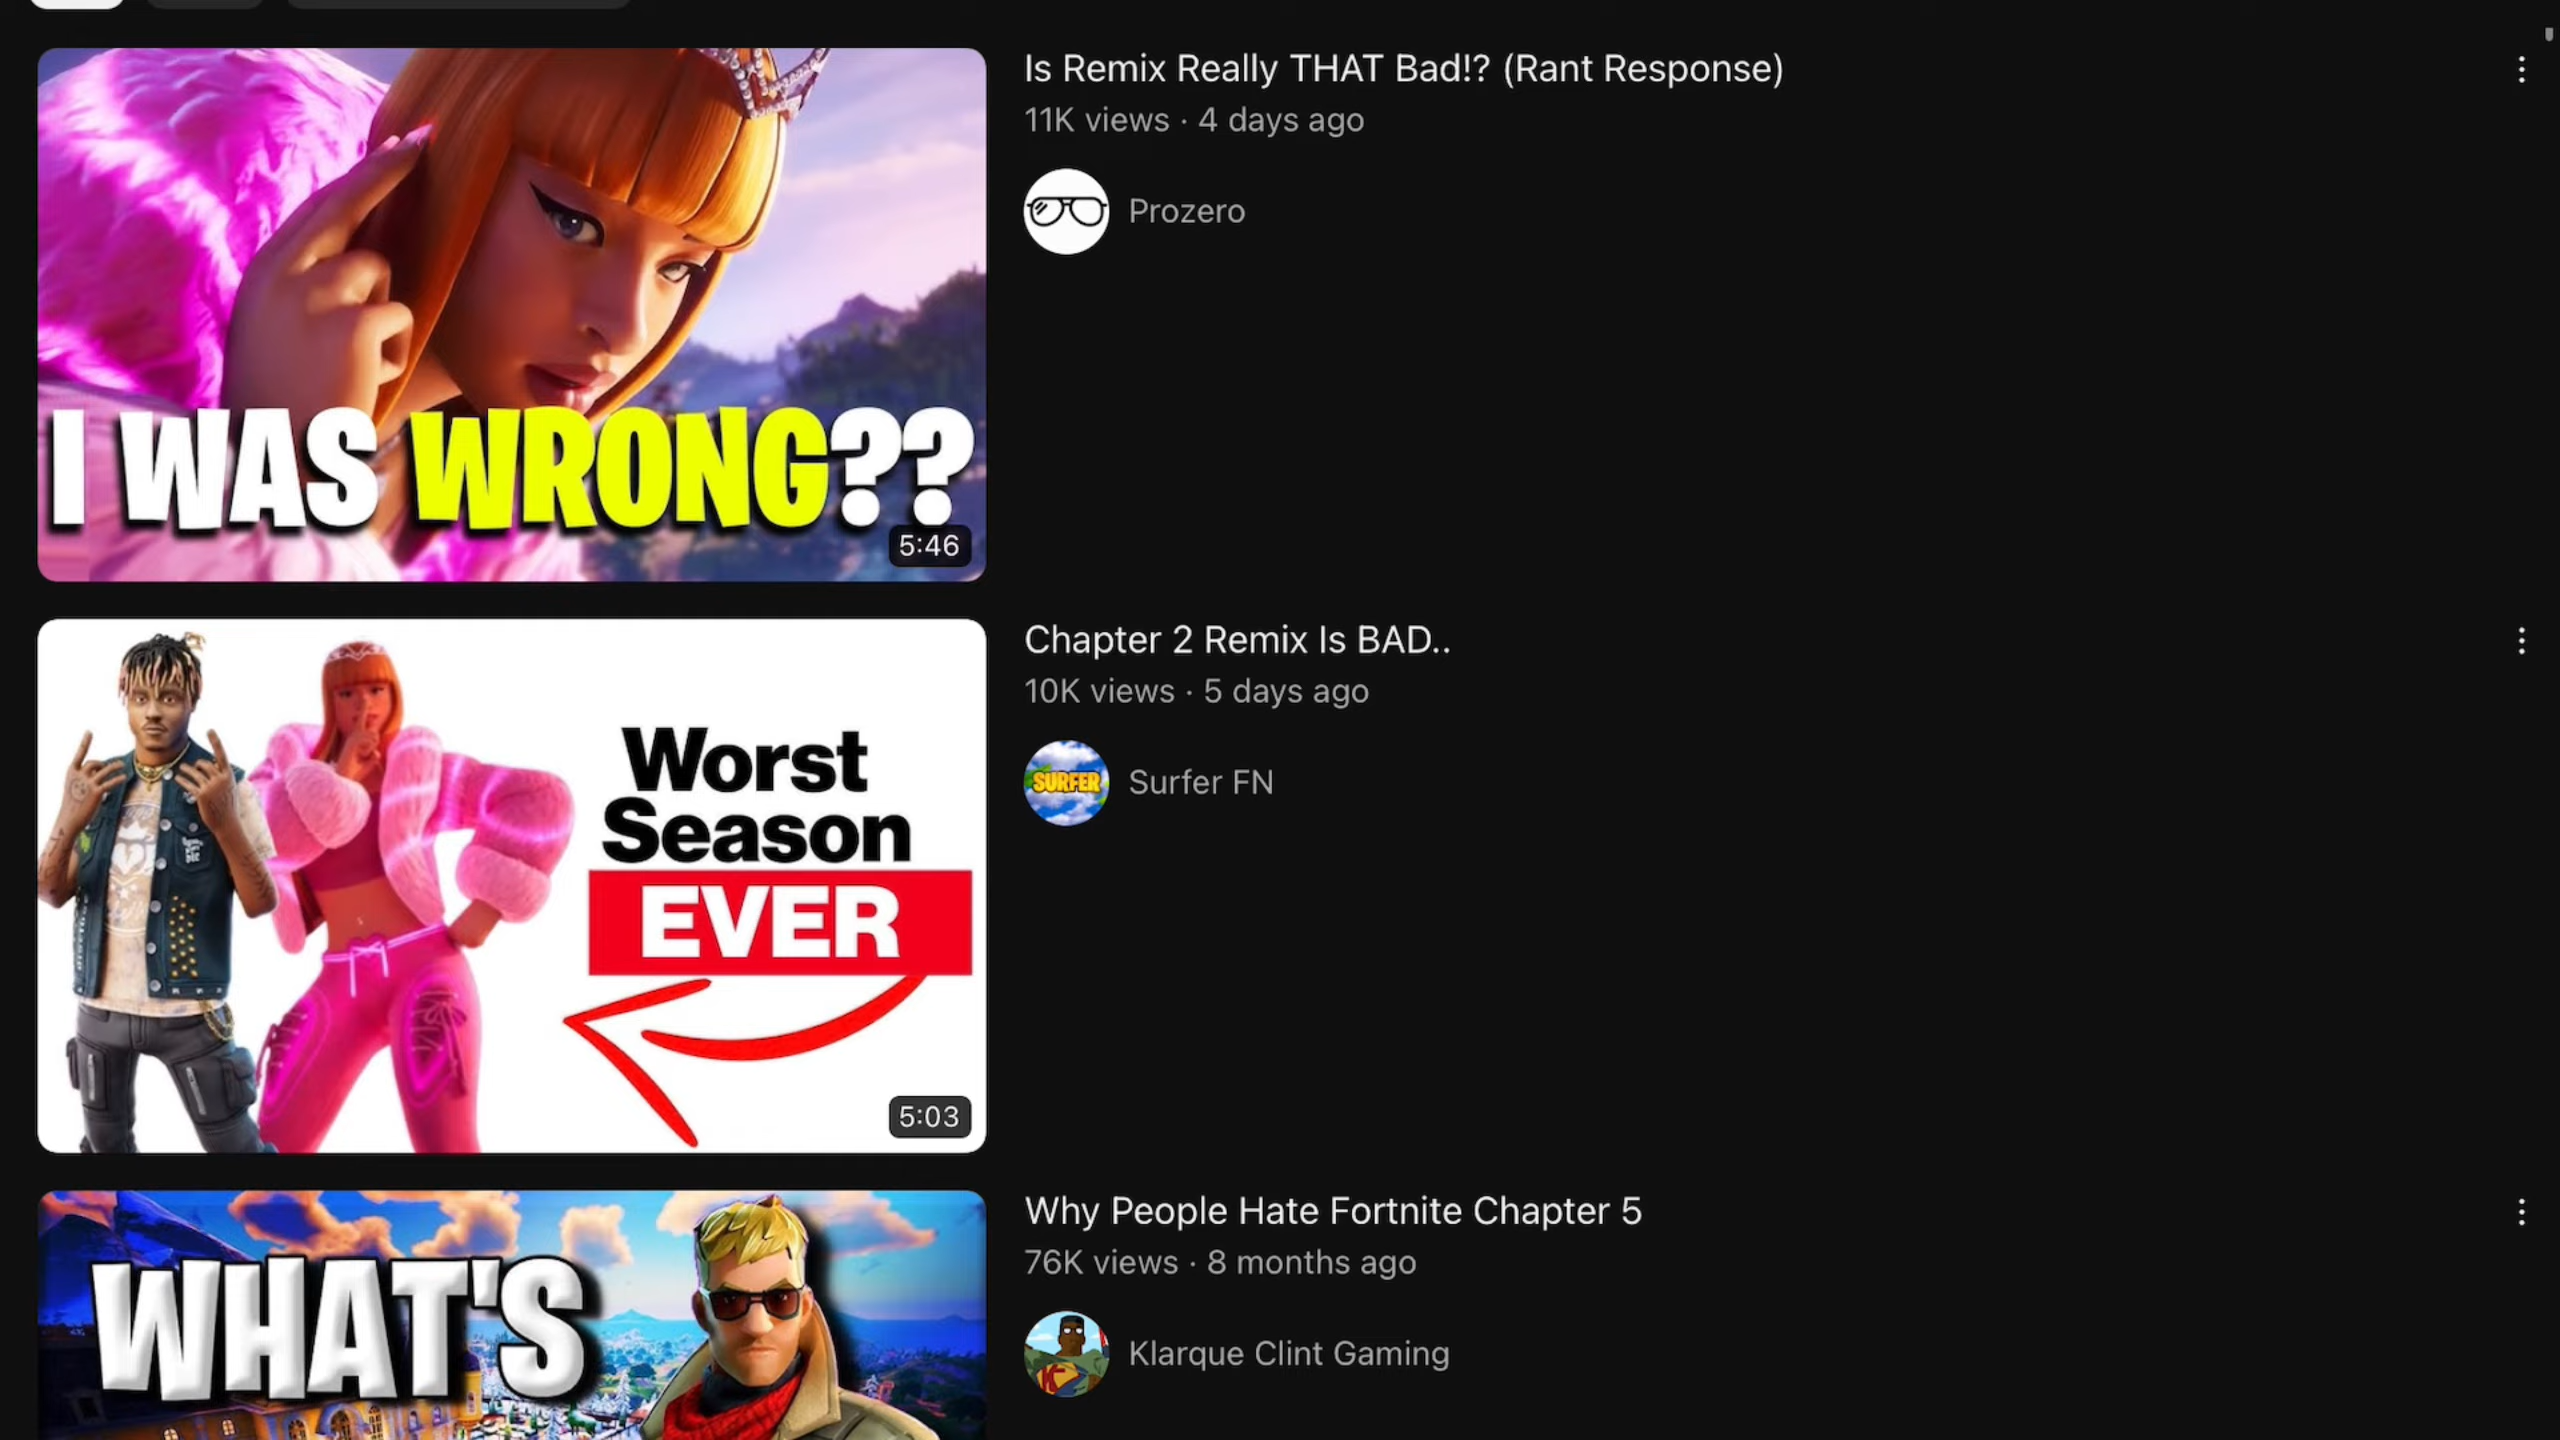 I WAS WRONG??
5:46
Is Remix Really THAT Bad!? (Rant Response)
11K views · 4 days ago
Prozero
Worst
Season
EVER
5:03
Chapter 2 Remix Is BAD..
10K views · 5 days ago
SURFER
Surfer FN
WHAT'S
Why People Hate Fortnite Chapter 5
76K views · 8 months ago
Klarque Clint Gaming